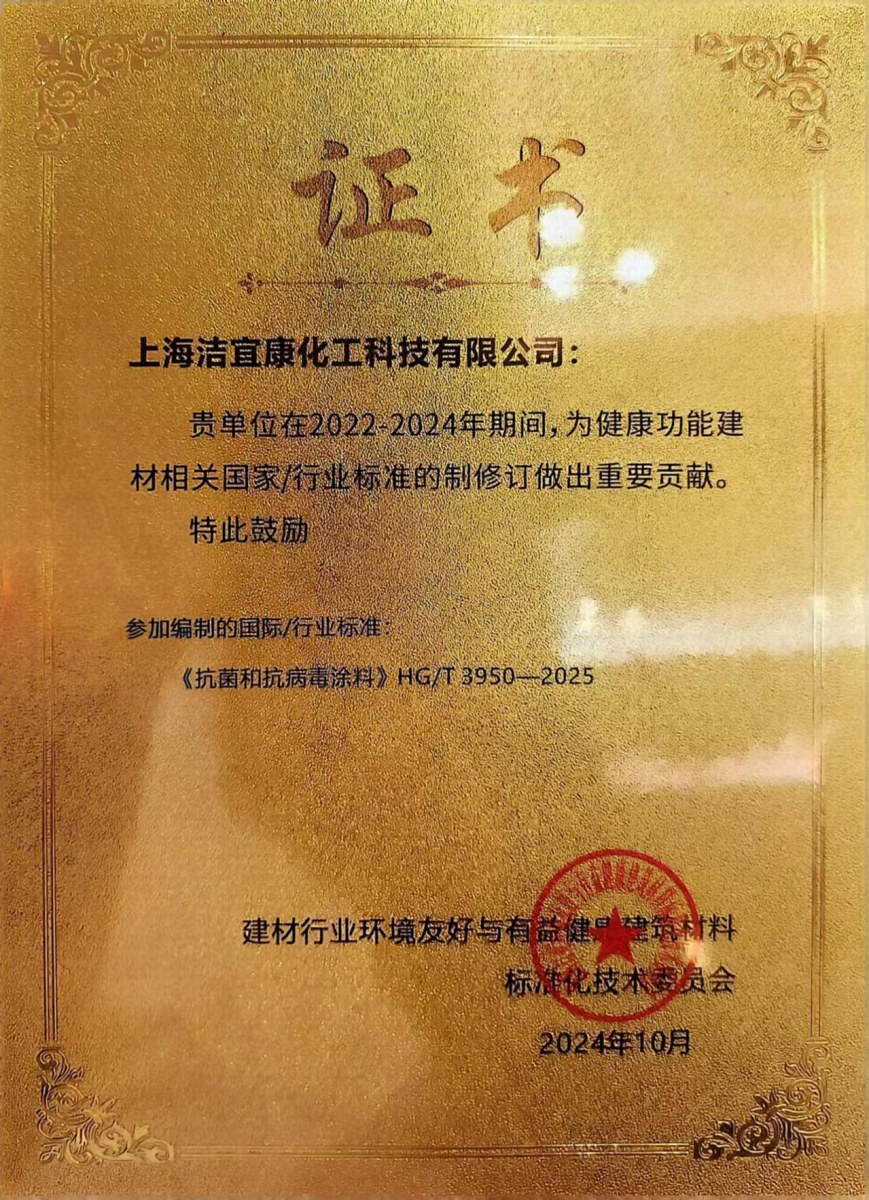 证书
上海洁宜康化工科技有限公司：
贵单位在2022-2024年期间，为健康功能建
材相关国家/行业标准的制修订做出重要贡献。
特此鼓励
参加编制的国际/行业标准：
《抗菌和抗病毒涂料》HG/T 3950—2025
建材行业环境友好与有益健康建筑材料
标准化技术委员会
2024年10月